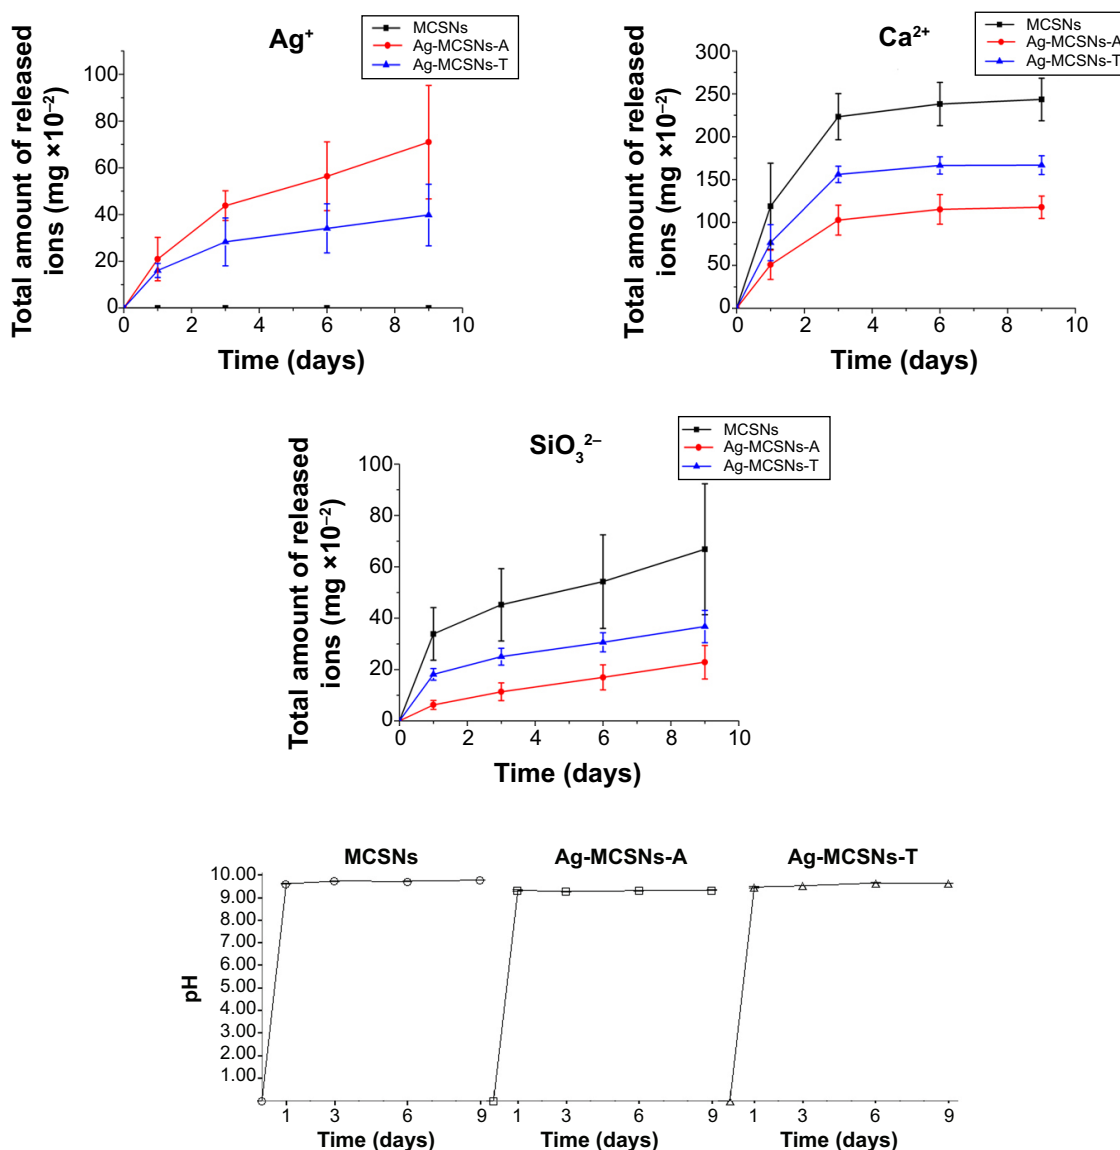 Ag⁺
MCSNs
Ag-MCSNs-A
Ag-MCSNs-T
Total amount of released
ions (mg ×10⁻²)
100
80
60
40
20
0
0 2 4 6 8 10
Time (days)
Ca²⁺
MCSNs
Ag-MCSNs-A
Ag-MCSNs-T
Total amount of released
ions (mg ×10⁻²)
300
250
200
150
100
50
0
0 2 4 6 8 10
Time (days)
SiO₃²⁻
MCSNs
Ag-MCSNs-A
Ag-MCSNs-T
Total amount of released
ions (mg ×10⁻²)
100
80
60
40
20
0
0 2 4 6 8 10
Time (days)
MCSNs Ag-MCSNs-A Ag-MCSNs-T
pH
10.00
9.00
8.00
7.00
6.00
5.00
4.00
3.00
2.00
1.00
1 3 6 9 1 3 6 9 1 3 6 9
Time (days) Time (days) Time (days)